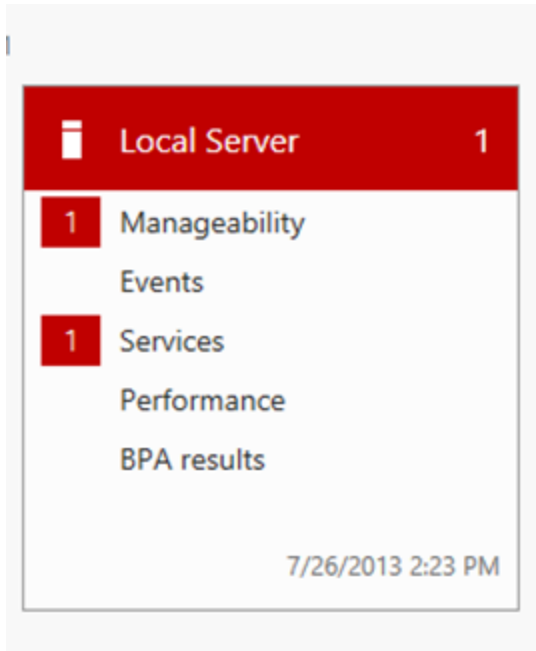 Local Server 1
1 Manageability
Events
1 Services
Performance
BPA results
7/26/2013 2:23 PM